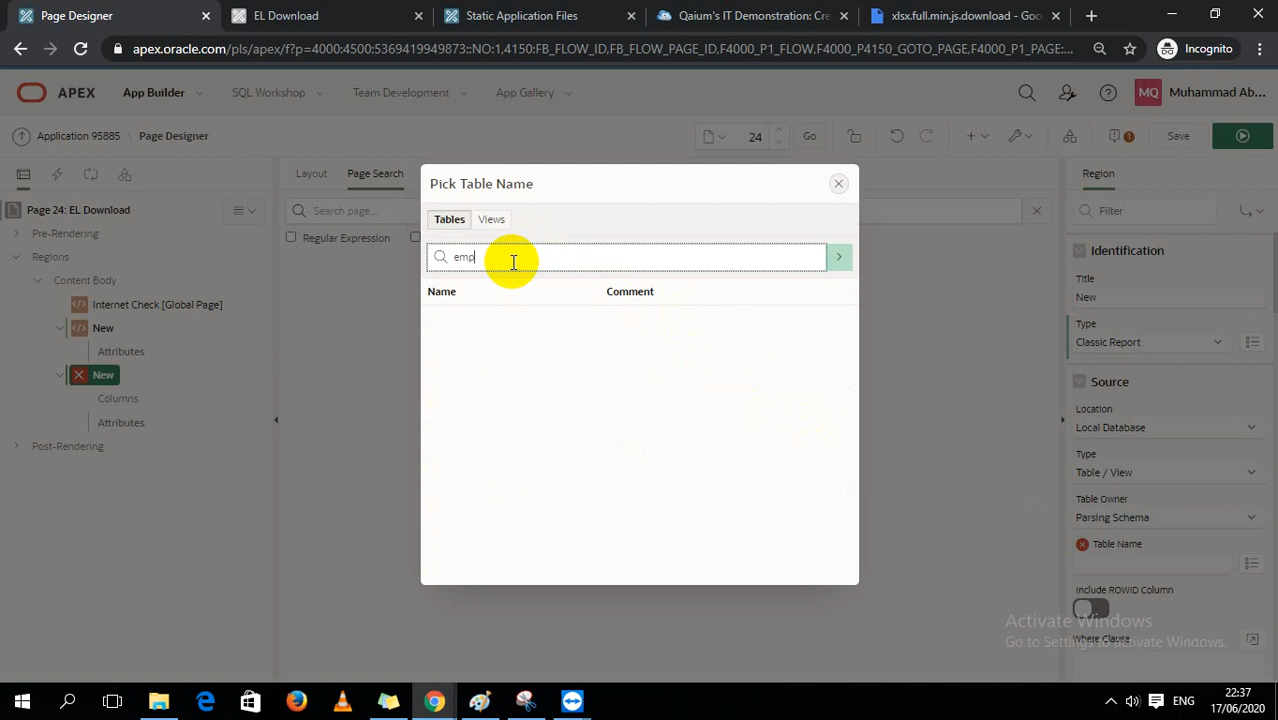 Page Designer
EL Download
Static Application Files
Qaium's IT Demonstration: Cre
xlsx.full.min.js.download - Goo
apex.oracle.com/pls/apex/f?p=4000:4500:5369419949873::NO:1,4150:FB_FLOW_ID,FB_FLOW_PAGE_ID,F4000_P1_FLOW,F4000_P4150_GOTO_PAGE,F4000_P1_PAGE:...
Incognito
APEX
App Builder
SQL Workshop
Team Development
App Gallery
MQ
Muhammad Ab...
Application 95885
Page Designer
24
Go
1
Save
Layout
Page Search
Region
Page 24: EL Download
Search page...
Filter
Pre-Rendering
Regular Expression
Regions
Content Body
Internet Check [Global Page]
New
Attributes
New
Columns
Attributes
Post-Rendering
Pick Table Name
Tables
Views
emp
Name
Comment
Identification
Title
New
Type
Classic Report
Source
Location
Local Database
Type
Table / View
Table Owner
Parsing Schema
Table Name
Include ROWID Column
Where Clause
Activate Windows
Go to Settings to activate Windows.
ENG
22:37
17/06/2020